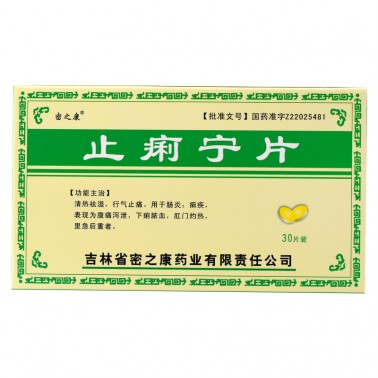 密之康®
【批准文号】国药准字Z22025481
止痢宁片
【功能主治】
清热祛湿，行气止痛，用于肠炎；痢疾，
表现为腹痛泻泄，下痢脓血，肛门灼热，
里急后重者。
30片装
吉林省密之康药业有限责任公司